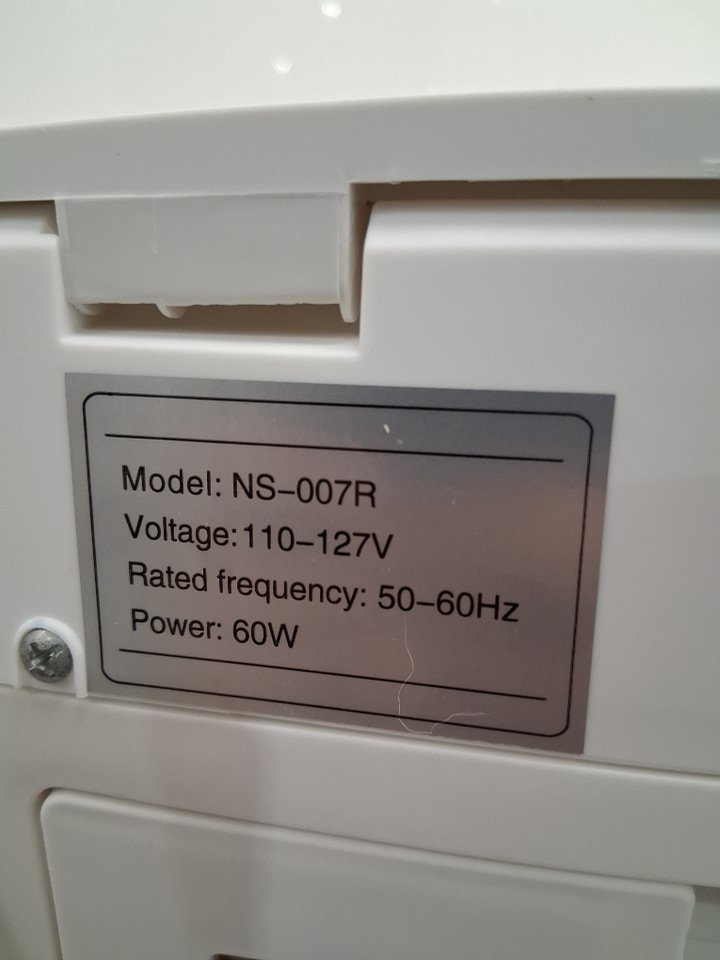 Model: NS–007R
Voltage: 110–127V
Rated frequency: 50–60Hz
Power: 60W